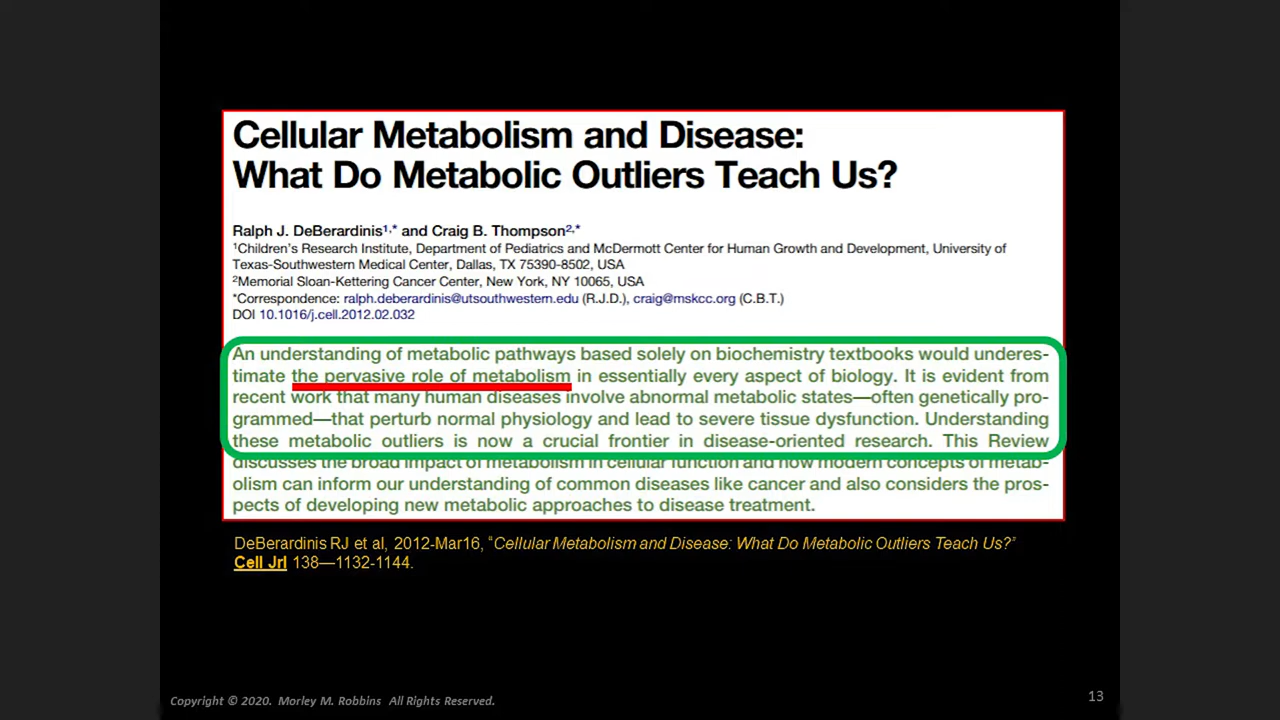 Cellular Metabolism and Disease:
What Do Metabolic Outliers Teach Us?
Ralph J. DeBerardinis1,* and Craig B. Thompson2,*
1Children's Research Institute, Department of Pediatrics and McDermott Center for Human Growth and Development, University of
Texas-Southwestern Medical Center, Dallas, TX 75390-8502, USA
2Memorial Sloan-Kettering Cancer Center, New York, NY 10065, USA
*Correspondence: ralph.deberardinis@utsouthwestern.edu (R.J.D.), craig@mskcc.org (C.B.T.)
DOI 10.1016/j.cell.2012.02.032
An understanding of metabolic pathways based solely on biochemistry textbooks would underes-
timate the pervasive role of metabolism in essentially every aspect of biology. It is evident from
recent work that many human diseases involve abnormal metabolic states—often genetically pro-
grammed—that perturb normal physiology and lead to severe tissue dysfunction. Understanding
these metabolic outliers is now a crucial frontier in disease-oriented research. This Review
discusses the broad impact of metabolism in cellular function and how modern concepts of metab-
olism can inform our understanding of common diseases like cancer and also considers the pros-
pects of developing new metabolic approaches to disease treatment.
DeBerardinis RJ et al, 2012-Mar16, "Cellular Metabolism and Disease: What Do Metabolic Outliers Teach Us?"
Cell Jrl 138—1132-1144.
Copyright © 2020. Morley M. Robbins All Rights Reserved.
13